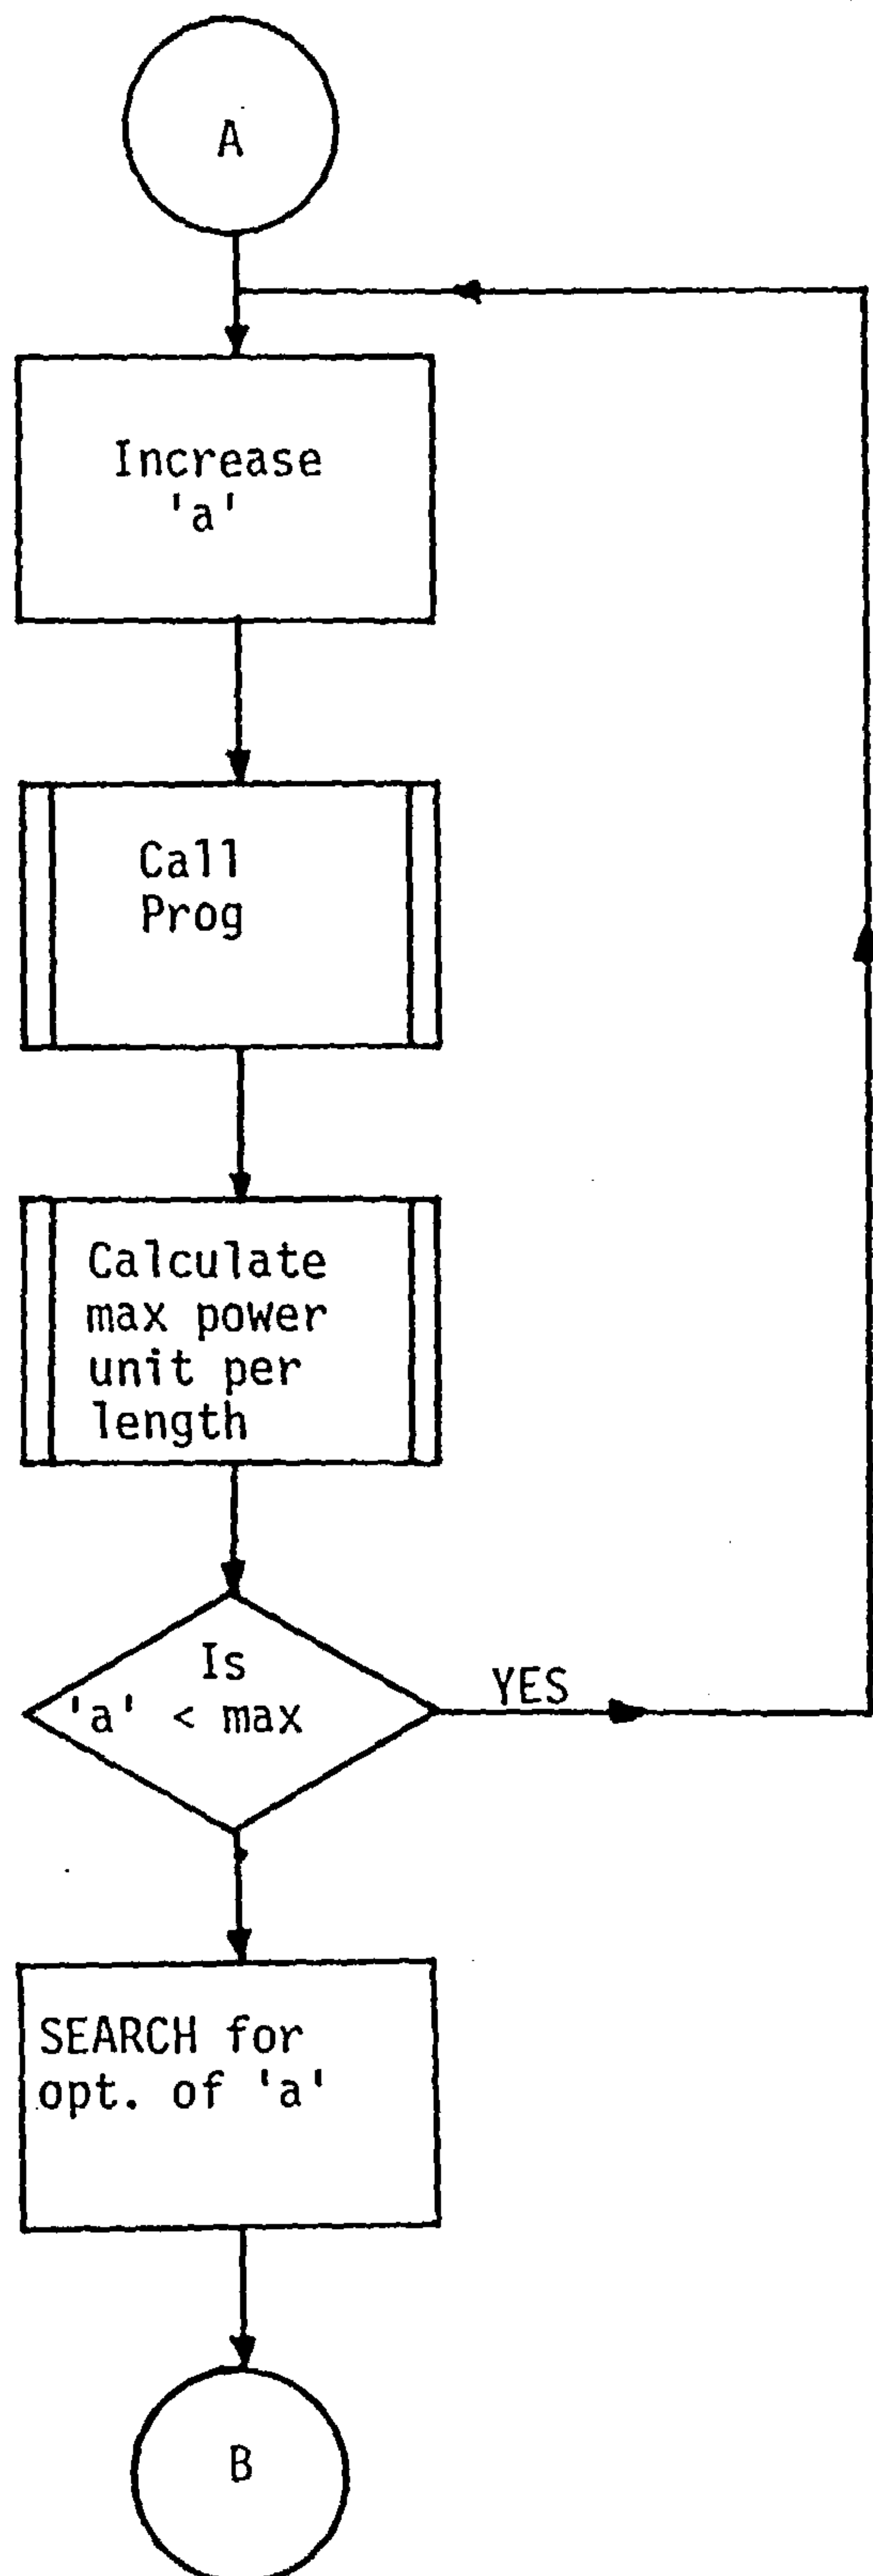 A
Increase
'a'
Call
Prog
Calculate
max power
unit per
length
Is
'a' < max
YES
SEARCH for
opt. of 'a'
B